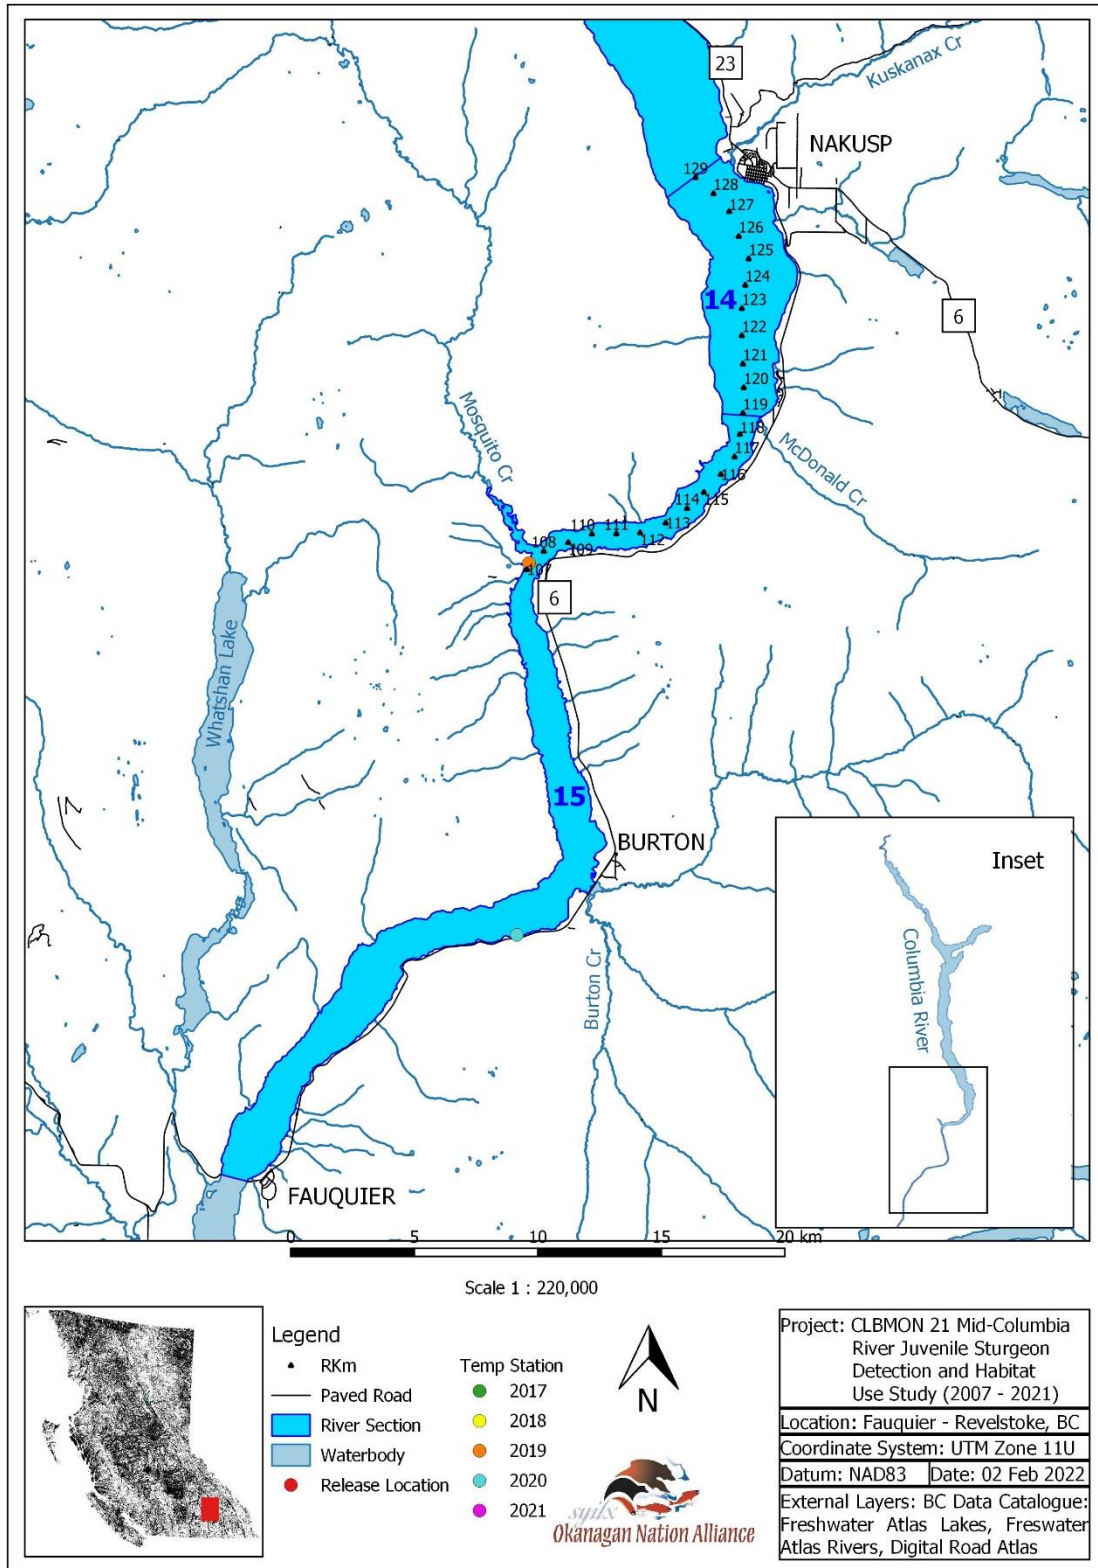 23
Kuskanax Cr
NAKUSP
129
128
127
126
125
124
14
123
6
122
121
120
119
Mosquito Cr
118
117
McDonald Cr
116
115
114
113
110
111
112
108
109
107
6
Whatshan Lake
15
BURTON
Inset
Columbia River
Burton Cr
FAUQUIER
0 5 10 15 20 km
Scale 1 : 220,000
Legend
RKm
Paved Road
River Section
Waterbody
Release Location
Temp Station
2017
2018
2019
2020
2021
N
syilx
Okanagan Nation Alliance
Project: CLBMON 21 Mid-Columbia
River Juvenile Sturgeon
Detection and Habitat
Use Study (2007 - 2021)
Location: Fauquier - Revelstoke, BC
Coordinate System: UTM Zone 11U
Datum: NAD83 Date: 02 Feb 2022
External Layers: BC Data Catalogue:
Freshwater Atlas Lakes, Freswater
Atlas Rivers, Digital Road Atlas